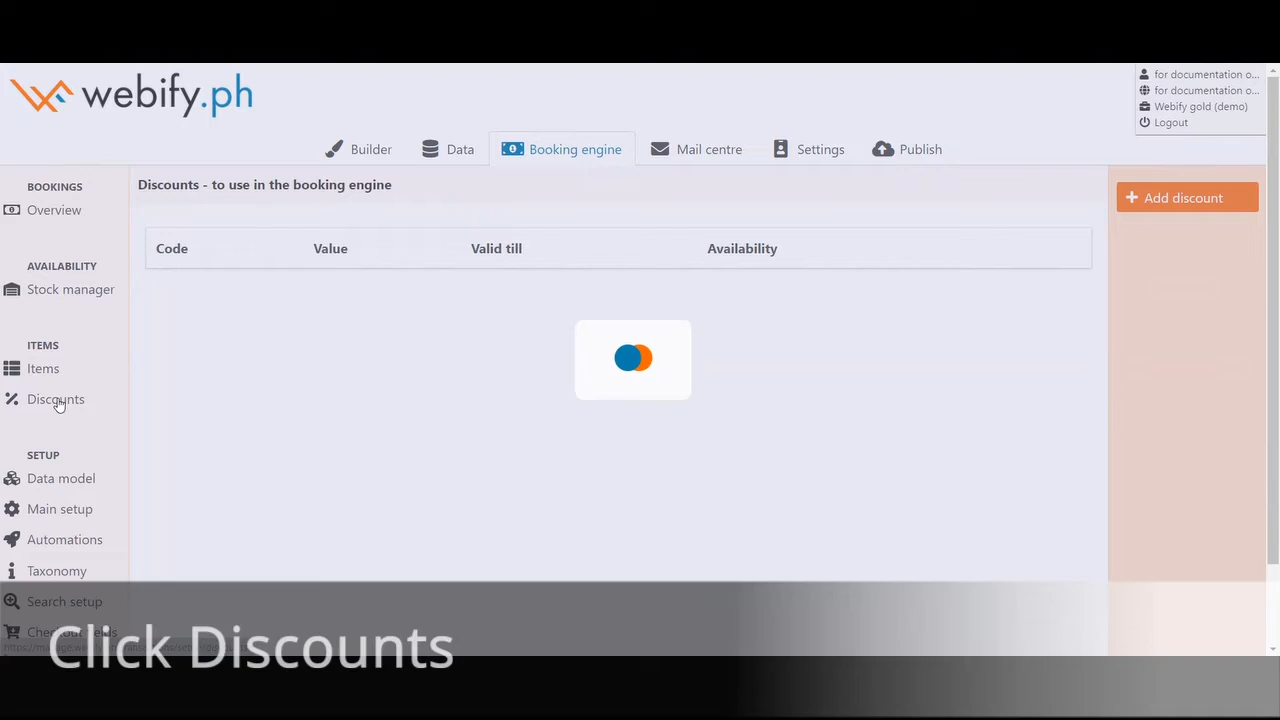 webify.ph
for documentation o...
for documentation o...
Webify gold (demo)
Logout
Builder
Data
Booking engine
Mail centre
Settings
Publish
BOOKINGS
Overview
AVAILABILITY
Stock manager
ITEMS
Items
Discounts
SETUP
Data model
Main setup
Automations
Taxonomy
Search setup
Discounts - to use in the booking engine
Code Value Valid till Availability
+ Add discount
Click Discounts